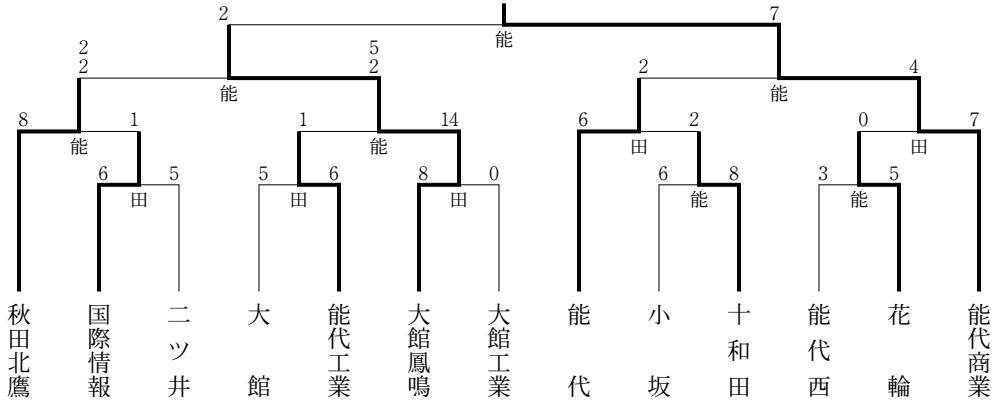 2 7
能
2 5
2 2 2 4
能 能
8 1 1 14 6 2 0 7
能 能 田 田
6 5 5 6 8 0 6 8 3 5
田 田 田 能 能
秋田北鷹
国際情報
二ツ井
大館
能代工業
大館鳳鳴
大館工業
能代
小坂
十和田
能代西
花輪
能代商業